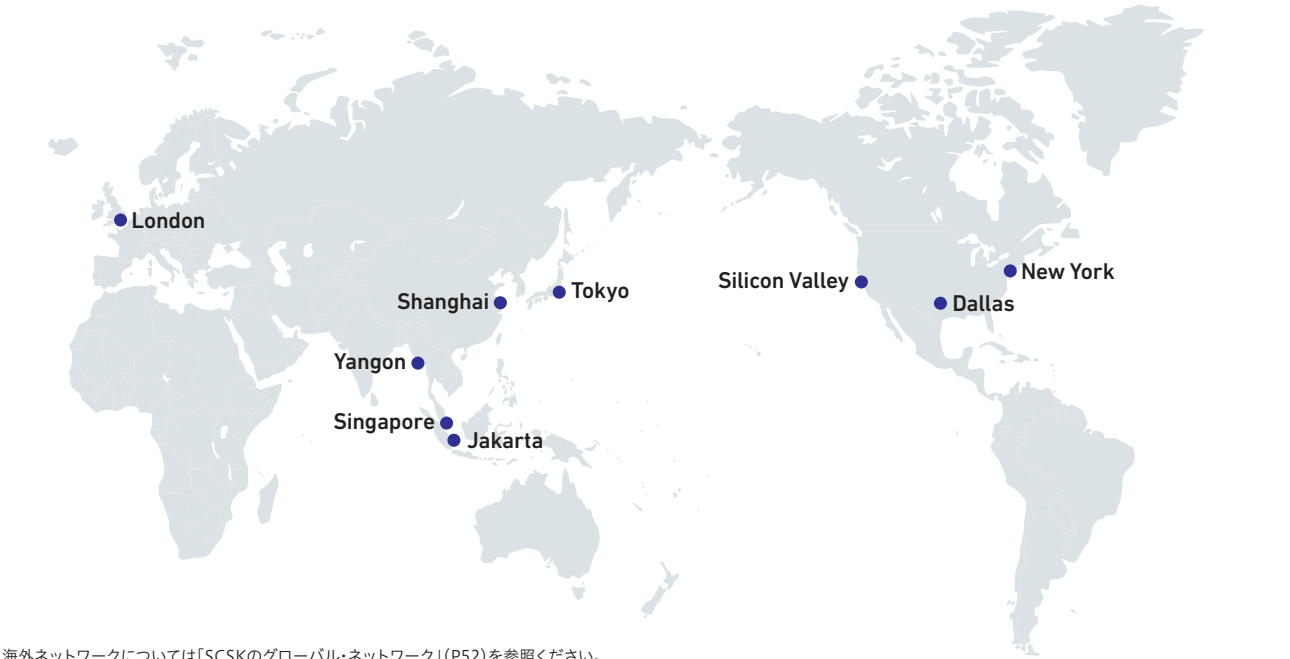 London
Silicon Valley
New York
Tokyo
Shanghai
Dallas
Yangon
Singapore
Jakarta
海外ネットワークについては「SCSKのグローバル・ネットワーク」（P52）を参照ください。